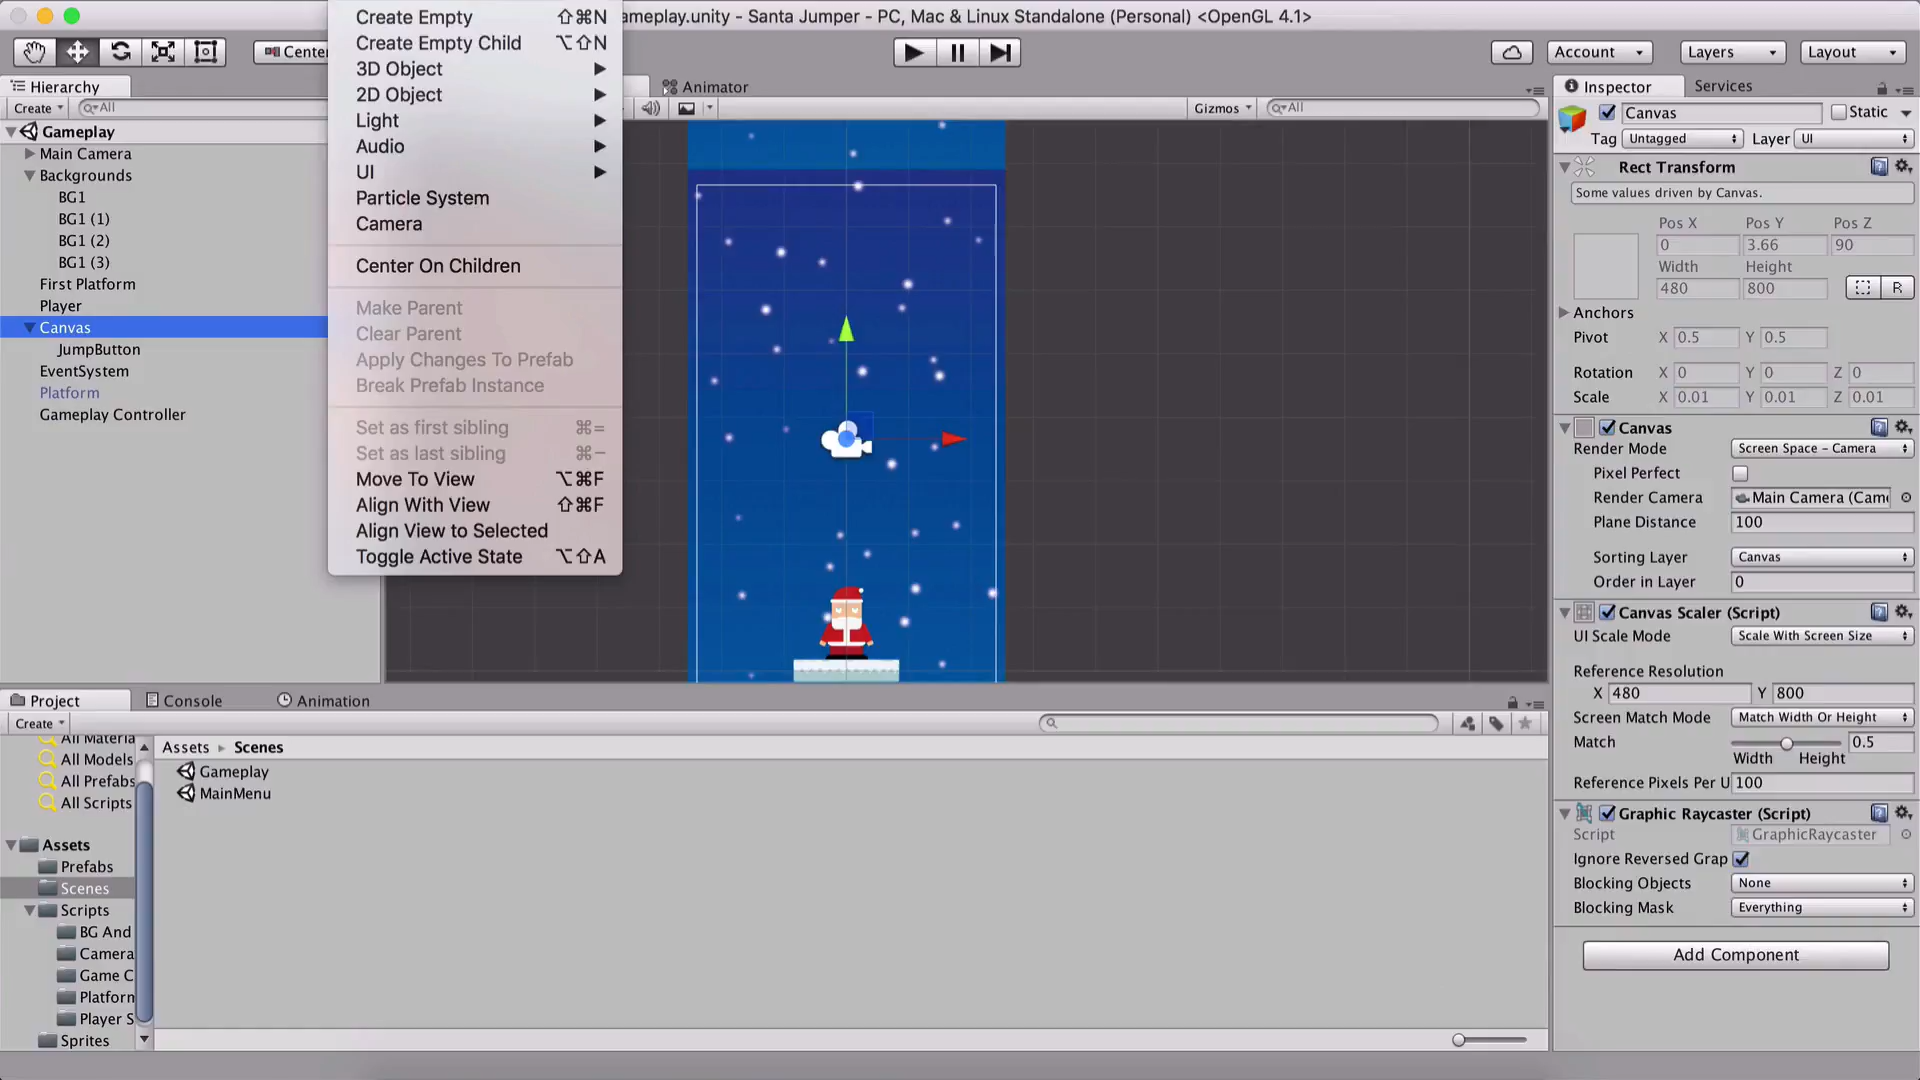 ameplay.unity - Santa Jumper - PC, Mac & Linux Standalone (Personal) <OpenGL 4.1>
Center
Account
Layers
Layout
Hierarchy
Create
All
Gameplay
Main Camera
Backgrounds
BG1
BG1 (1)
BG1 (2)
BG1 (3)
First Platform
Player
Canvas
JumpButton
EventSystem
Platform
Gameplay Controller
Create Empty ⇧⌘N
Create Empty Child ⌥⇧N
3D Object
2D Object
Light
Audio
UI
Particle System
Camera
Center On Children
Make Parent
Clear Parent
Apply Changes To Prefab
Break Prefab Instance
Set as first sibling ⌘=
Set as last sibling ⌘-
Move To View ⌥⌘F
Align With View ⇧⌘F
Align View to Selected
Toggle Active State ⌥⇧A
Animator
Gizmos
All
Inspector
Services
Canvas
Static
Tag Untagged Layer UI
Rect Transform
Some values driven by Canvas.
Pos X Pos Y Pos Z
0 3.66 90
Width Height
480 800
R
Anchors
Pivot X 0.5 Y 0.5
Rotation X 0 Y 0 Z 0
Scale X 0.01 Y 0.01 Z 0.01
Canvas
Render Mode Screen Space - Camera
Pixel Perfect
Render Camera Main Camera (Came
Plane Distance 100
Sorting Layer Canvas
Order in Layer 0
Canvas Scaler (Script)
UI Scale Mode Scale With Screen Size
Reference Resolution
X 480 Y 800
Screen Match Mode Match Width Or Height
Match 0.5
Width Height
Reference Pixels Per U 100
Graphic Raycaster (Script)
Script GraphicRaycaster
Ignore Reversed Grap
Blocking Objects None
Blocking Mask Everything
Add Component
Project
Console
Animation
Create
All Materia
All Models
All Prefabs
All Scripts
Assets
Prefabs
Scenes
Scripts
BG And
Camera
Game C
Platform
Player S
Sprites
Assets ▸ Scenes
Gameplay
MainMenu